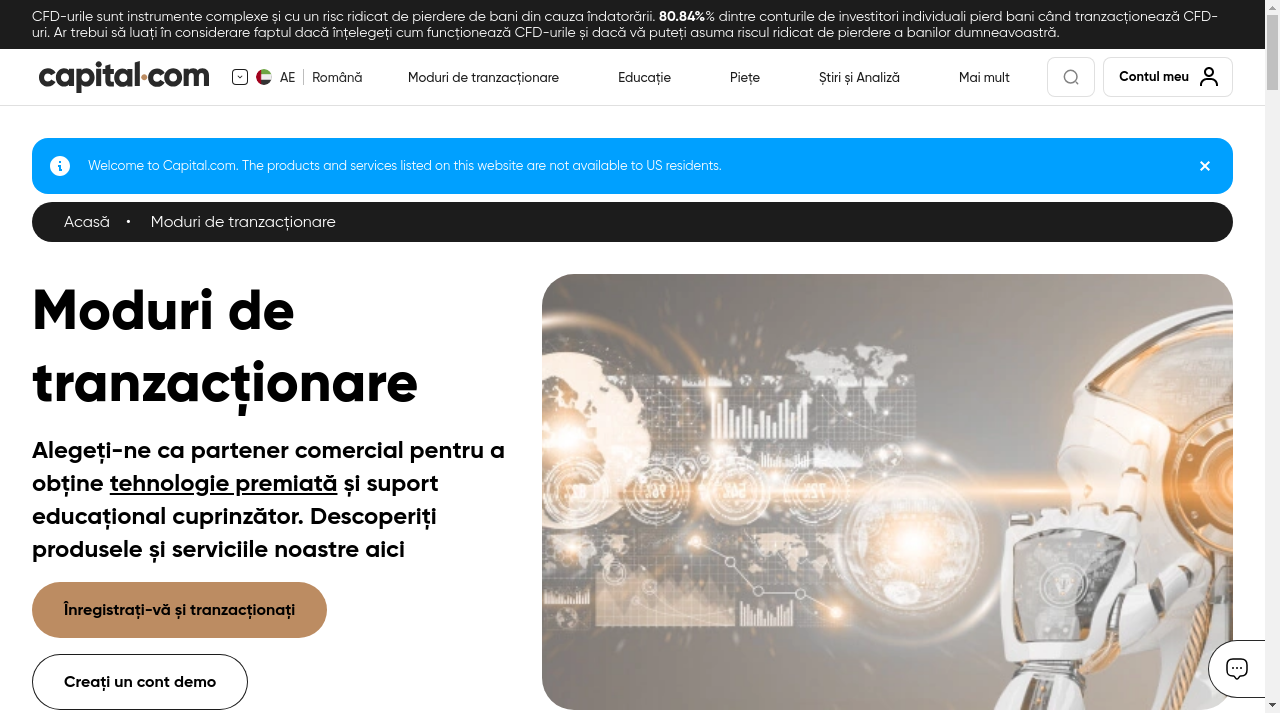 CFD-urile sunt instrumente complexe și cu un risc ridicat de pierdere de bani din cauza îndatorării. 80.84%% dintre conturile de investitori individuali pierd bani când tranzacționează CFD-
uri. Ar trebui să luați în considerare faptul dacă înțelegeți cum funcționează CFD-urile și dacă vă puteți asuma riscul ridicat de pierdere a banilor dumneavoastră.
capital.com AE Română Moduri de tranzacționare Educație Piețe Știri și Analiză Mai mult Contul meu
Welcome to Capital.com. The products and services listed on this website are not available to US residents.
Acasă • Moduri de tranzacționare
Moduri de
tranzacționare
Alegeți-ne ca partener comercial pentru a
obține tehnologie premiată și suport
educațional cuprinzător. Descoperiți
produsele și serviciile noastre aici
Înregistrați-vă și tranzacționați
Creați un cont demo